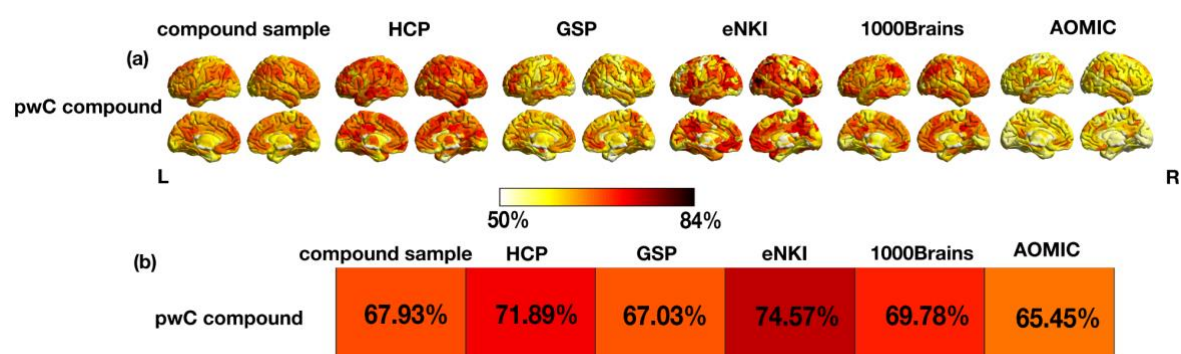 compound sample HCP GSP eNKI 1000Brains AOMIC
(a)
pwC compound
L R
50% 84%
(b) compound sample HCP GSP eNKI 1000Brains AOMIC
pwC compound 67.93% 71.89% 67.03% 74.57% 69.78% 65.45%